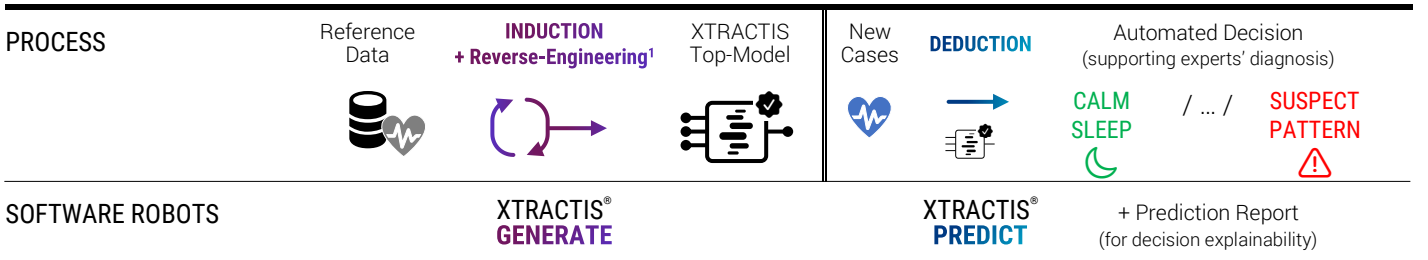 PROCESS
Reference
Data
INDUCTION
+ Reverse-Engineering¹
XTRACTIS
Top-Model
New
Cases
DEDUCTION
Automated Decision
(supporting experts' diagnosis)
CALM
SLEEP
/ ... /
SUSPECT
PATTERN
SOFTWARE ROBOTS
XTRACTIS®
GENERATE
XTRACTIS®
PREDICT
+ Prediction Report
(for decision explainability)